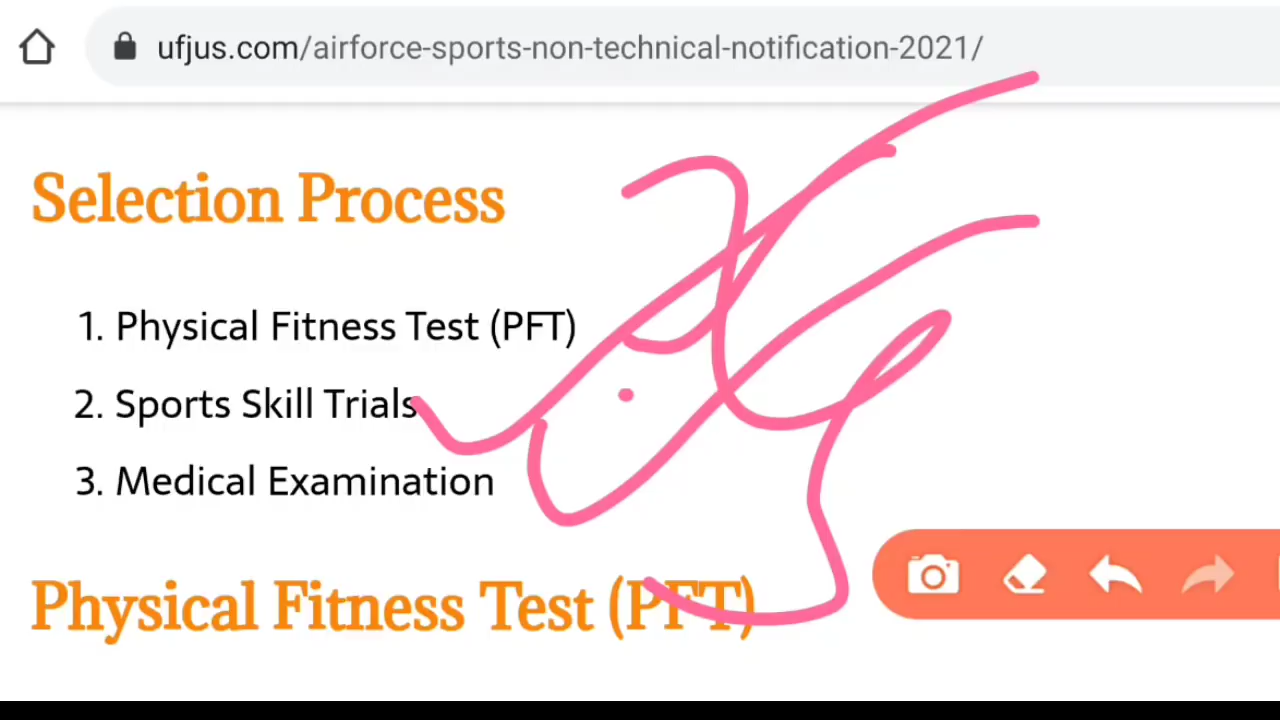 ufjus.com/airforce-sports-non-technical-notification-2021/
Selection Process
1. Physical Fitness Test (PFT)
2. Sports Skill Trials
3. Medical Examination
Physical Fitness Test (PFT)